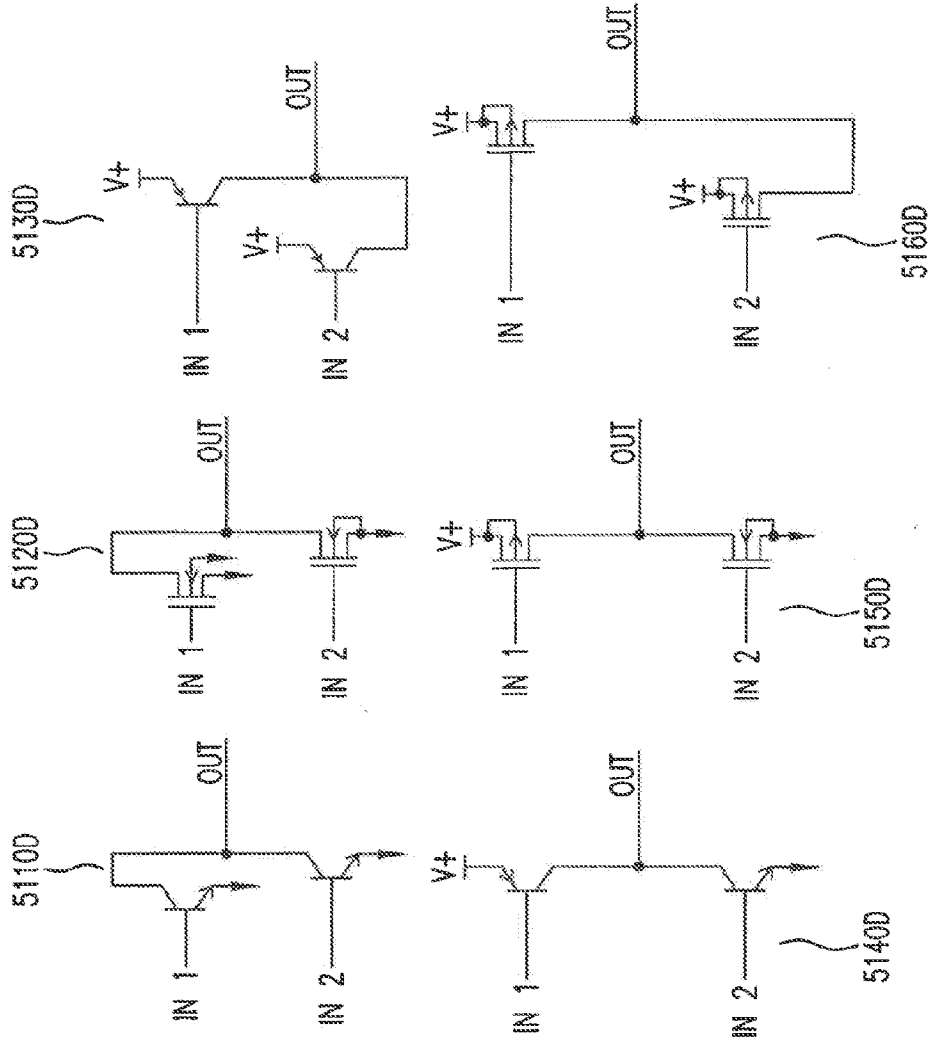 5110D
IN 1
IN 2
OUT
5120D
IN 1
IN 2
OUT
5130D
V+
V+
IN 1
IN 2
OUT
5140D
V+
IN 1
IN 2
OUT
5150D
V+
IN 1
IN 2
OUT
5160D
V+
V+
IN 1
IN 2
OUT